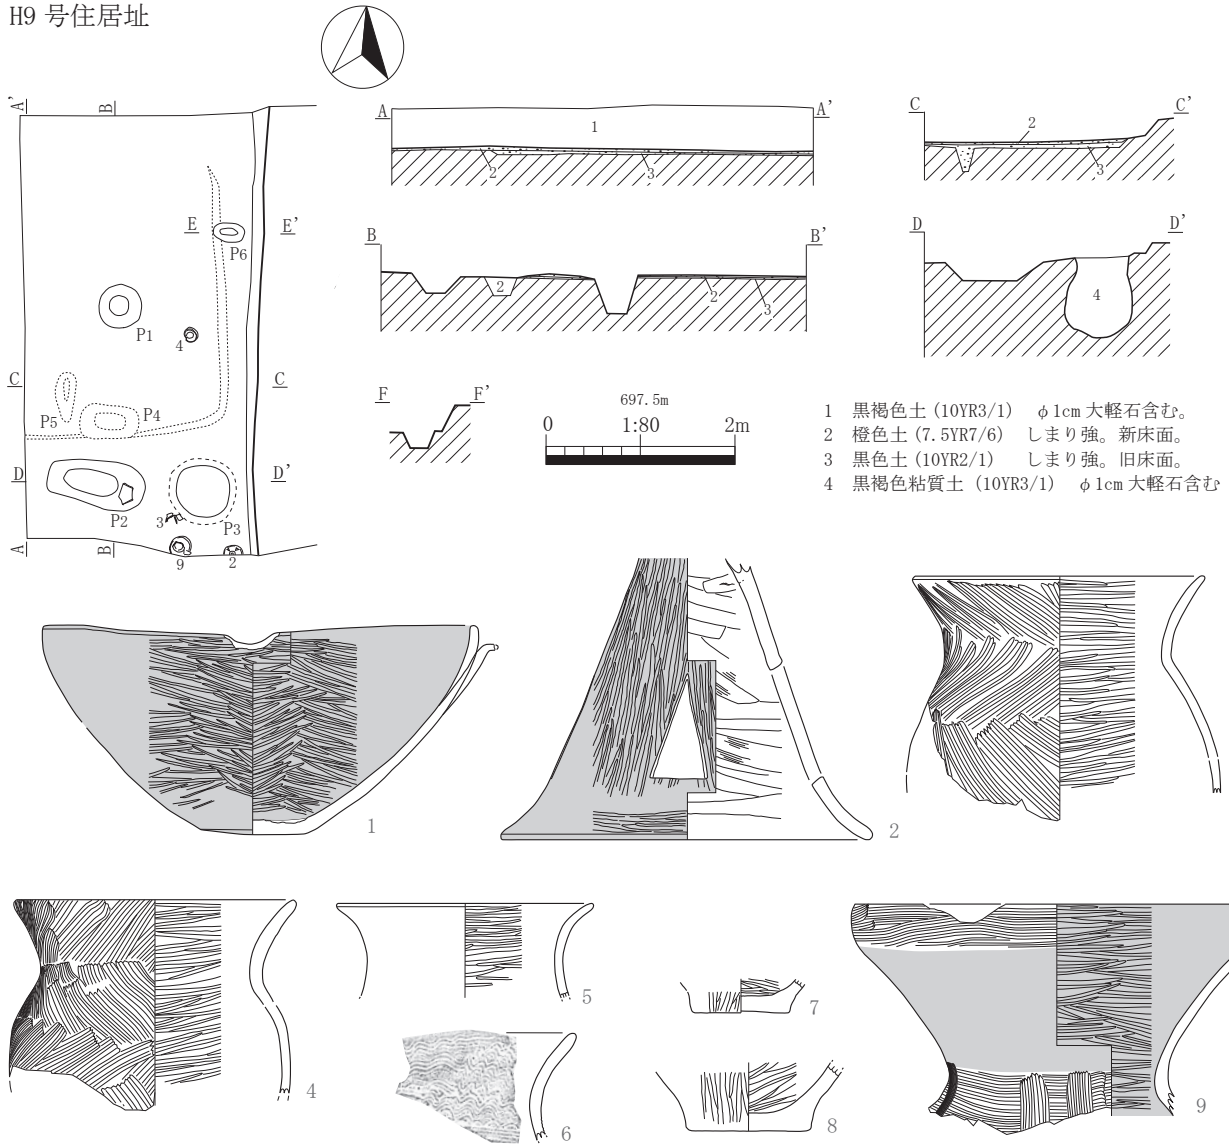 H9 号住居址
A' B
A A'
1
2 3
C C'
2
3
E E'
P6
B B'
2 2 3
D D'
4
P1
4
C C
P5 P4
F F'
697.5m
0 1:80 2m
1 黒褐色土 (10YR3/1) φ1cm 大軽石含む。
2 橙色土 (7.5YR7/6) しまり強。新床面。
3 黒色土 (10YR2/1) しまり強。旧床面。
4 黒褐色粘質土 (10YR3/1) φ1cm 大軽石含む
D D'
P2 3 P3
A B
9 2
1
2
4
5
6
7
8
9